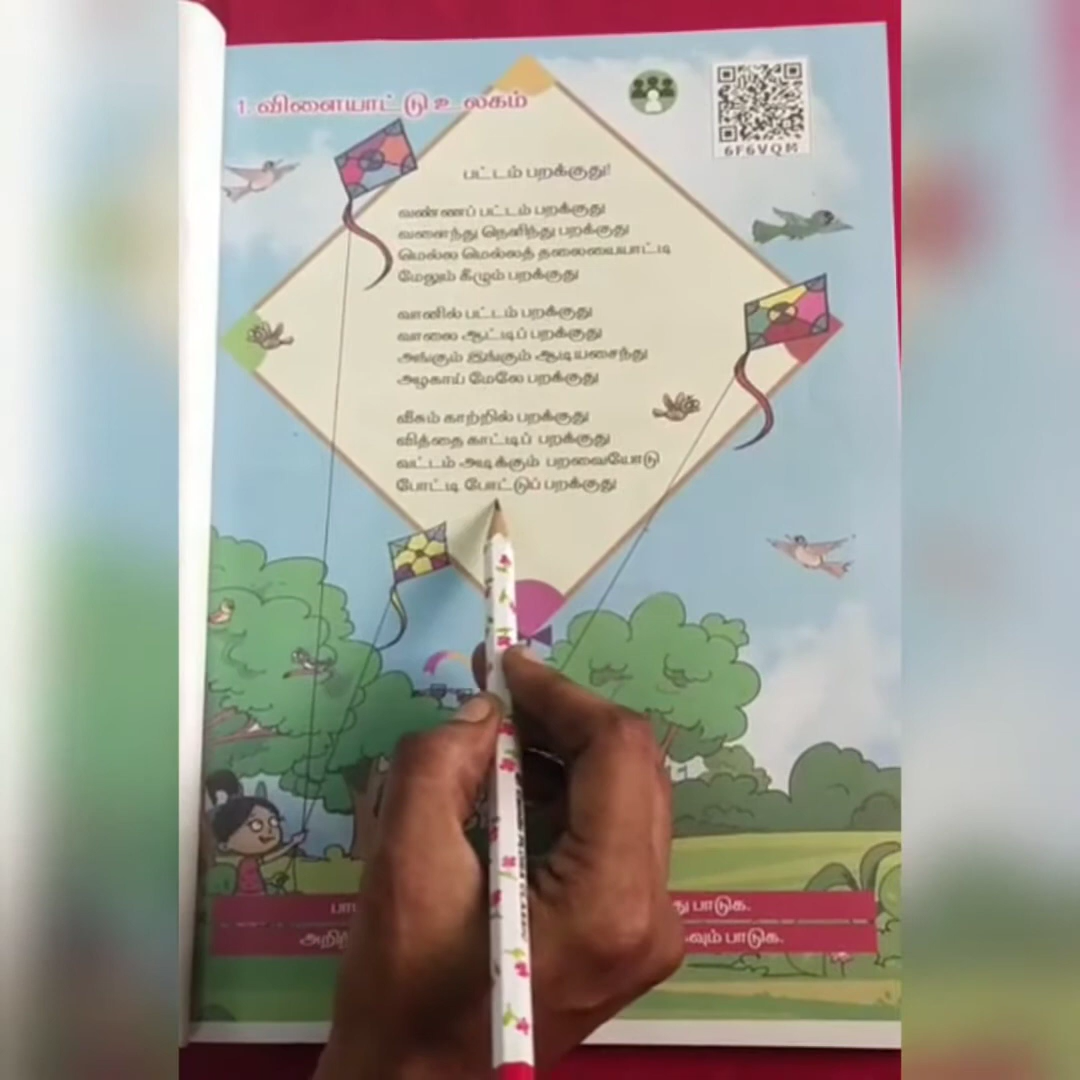 1. விளையாட்டு உலகம்
6F6VQM
பட்டம் பறக்குது!
வண்ணப் பட்டம் பறக்குது
வளைந்து நெளிந்து பறக்குது
மெல்ல மெல்லத் தலையையாட்டி
மேலும் கீழும் பறக்குது
வானில் பட்டம் பறக்குது
வாலை ஆட்டிப் பறக்குது
அங்கும் இங்கும் ஆடியசைந்து
அழகாய் மேலே பறக்குது
வீசும் காற்றில் பறக்குது
வித்தை காட்டிப் பறக்குது
வட்டம் அடிக்கும் பறவையோடு
போட்டி போட்டுப் பறக்குது
பாடுக.
பாடுக.